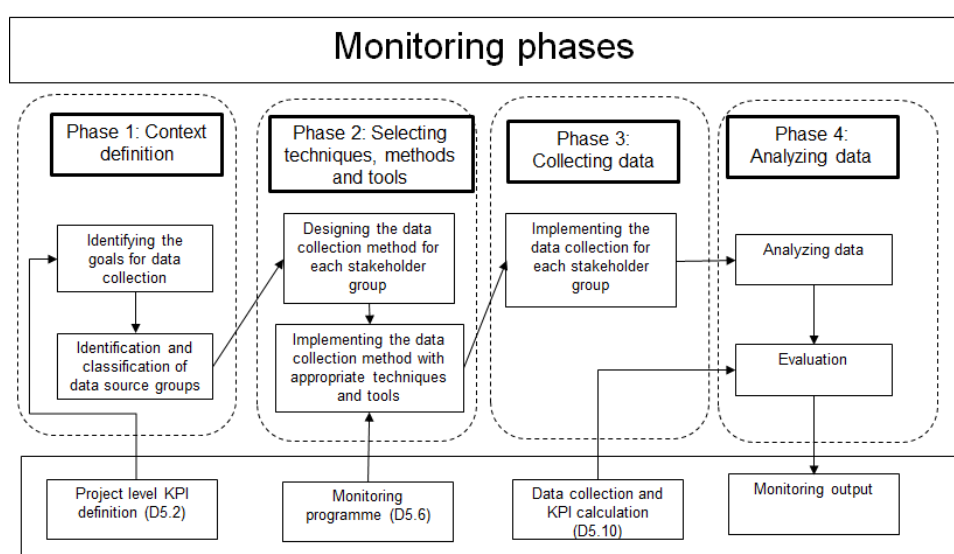 Monitoring phases
Phase 1: Context
definition
Identifying the
goals for data
collection
Identification and
classification of
data source groups
Phase 2: Selecting
techniques, methods
and tools
Designing the data
collection method for
each stakeholder
group
Implementing the data
collection method with
appropriate techniques
and tools
Phase 3:
Collecting data
Implementing the
data collection for
each stakeholder
group
Phase 4:
Analyzing data
Analyzing data
Evaluation
Project level KPI
definition (D5.2)
Monitoring
programme (D5.6)
Data collection and
KPI calculation
(D5.10)
Monitoring output